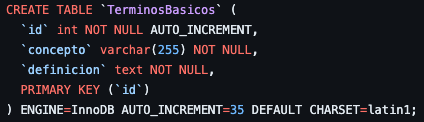 CREATE TABLE `TerminosBasicos` (
  `id` int NOT NULL AUTO_INCREMENT,
  `concepto` varchar(255) NOT NULL,
  `definicion` text NOT NULL,
  PRIMARY KEY (`id`)
) ENGINE=InnoDB AUTO_INCREMENT=35 DEFAULT CHARSET=latin1;